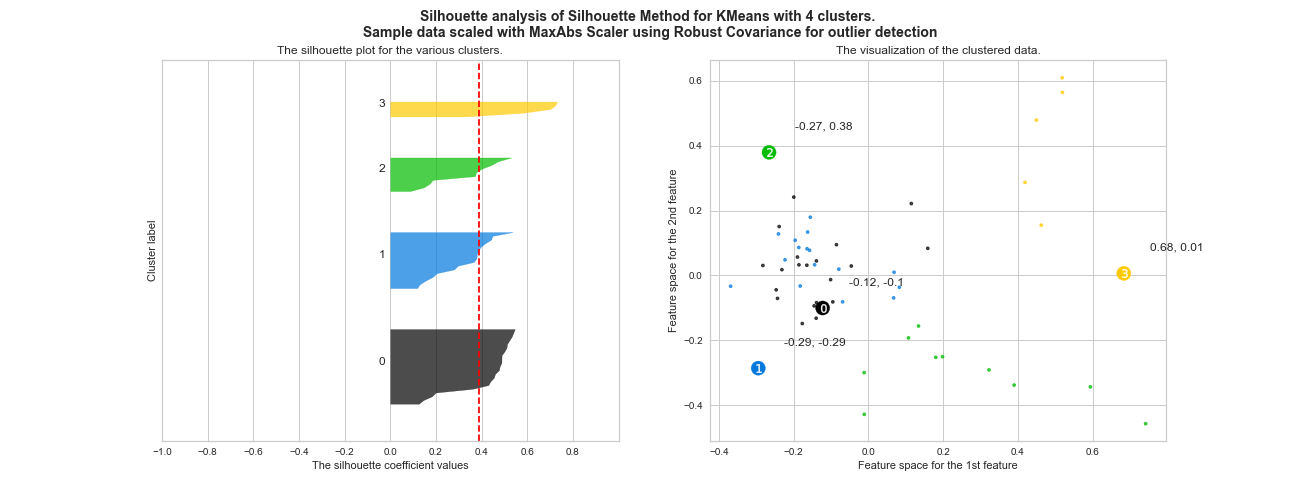 Silhouette analysis of Silhouette Method for KMeans with 4 clusters.
Sample data scaled with MaxAbs Scaler using Robust Covariance for outlier detection
The silhouette plot for the various clusters.
Cluster label
3
2
1
0
−1.0 −0.8 −0.6 −0.4 −0.2 0.0 0.2 0.4 0.6 0.8
The silhouette coefficient values
The visualization of the clustered data.
Feature space for the 2nd feature
0.6
0.4
0.2
0.0
−0.2
−0.4
-0.27, 0.38
2
0.68, 0.01
3
-0.12, -0.1
0
-0.29, -0.29
1
−0.4 −0.2 0.0 0.2 0.4 0.6
Feature space for the 1st feature